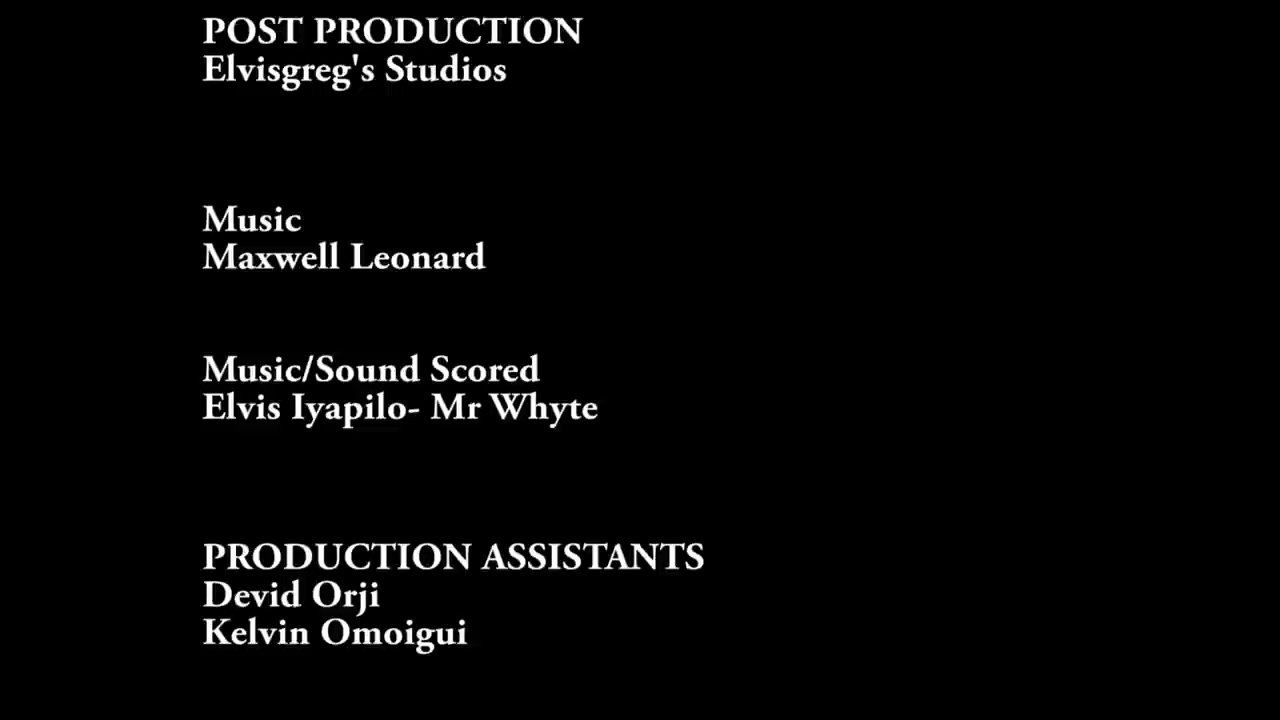 POST PRODUCTION
Elvisgreg's Studios
Music
Maxwell Leonard
Music/Sound Scored
Elvis Iyapilo- Mr Whyte
PRODUCTION ASSISTANTS
Devid Orji
Kelvin Omoigui